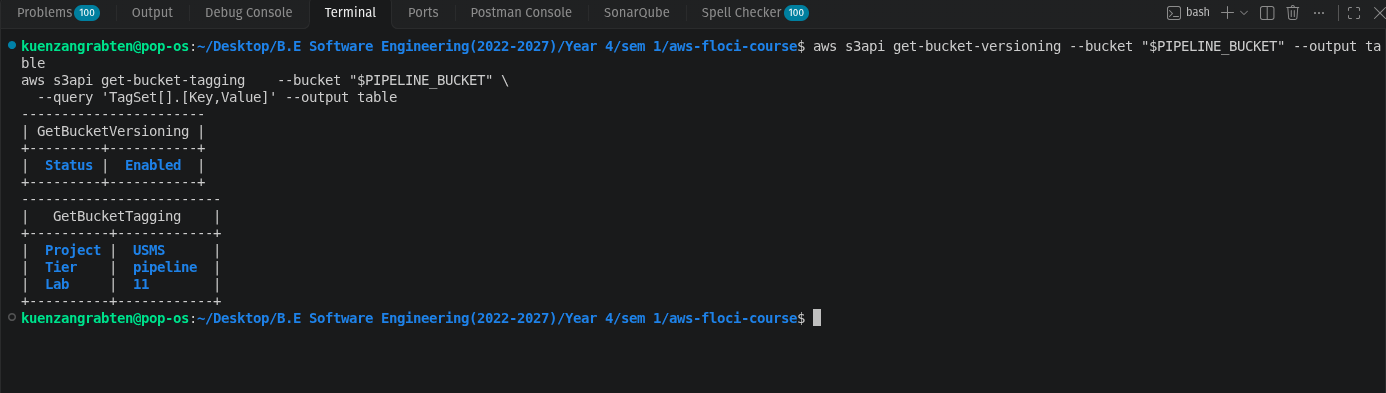 Problems 100 Output Debug Console Terminal Ports Postman Console SonarQube Spell Checker 100 bash
kuenzangrabten@pop-os:~/Desktop/B.E Software Engineering(2022-2027)/Year 4/sem 1/aws-floci-course$ aws s3api get-bucket-versioning --bucket "$PIPELINE_BUCKET" --output ta
ble
aws s3api get-bucket-tagging    --bucket "$PIPELINE_BUCKET" \
  --query 'TagSet[].[Key,Value]' --output table
-----------------------
| GetBucketVersioning |
+---------+-----------+
|  Status |  Enabled  |
+---------+-----------+
-------------------------
|   GetBucketTagging    |
+----------+------------+
|  Project |  USMS      |
|  Tier    |  pipeline  |
|  Lab     |  11        |
+----------+------------+
kuenzangrabten@pop-os:~/Desktop/B.E Software Engineering(2022-2027)/Year 4/sem 1/aws-floci-course$